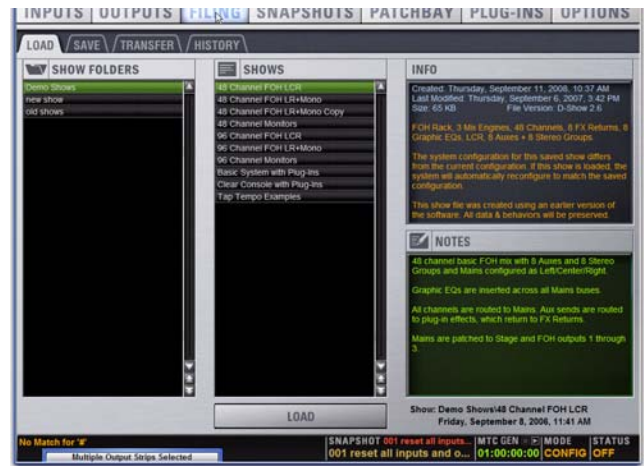 INPUTS OUTPUTS FILING SNAPSHOTS PATCHBAY PLUG-INS OPTIONS
LOAD SAVE TRANSFER HISTORY
SHOW FOLDERS
Demo Shows
new show
old shows
SHOWS
48 Channel FOH LCR
48 Channel FOH LR+Mono
48 Channel FOH LR+Mono Copy
48 Channel Monitors
96 Channel FOH LCR
96 Channel FOH LR+Mono
96 Channel Monitors
Basic System with Plug-Ins
Clear Console with Plug-Ins
Tap Tempo Examples
LOAD
INFO
Created: Thursday, September 11, 2008, 10:37 AM
Last Modified: Thursday, September 6, 2007, 3:42 PM
Size: 65 KB File Version: D-Show 2.6
FOH Rack, 3 Mix Engines, 48 Channels, 8 FX Returns, 8
Graphic EQs, LCR, 8 Auxes + 8 Stereo Groups.
The system configuration for this saved show differs
from the current configuration. If this show is loaded, the
system will automatically reconfigure to match the saved
configuration.
This show file was created using an earlier version of
the software. All data & behaviors will be preserved.
NOTES
48 channel basic FOH mix with 8 Auxes and 8 Stereo
Groups and Mains configured as Left/Center/Right.
Graphic EQs are inserted across all Mains buses.
All channels are routed to Mains. Aux sends are routed
to plug-in effects, which return to FX Returns.
Mains are patched to Stage and FOH outputs 1 through
3.
Show: Demo Shows\48 Channel FOH LCR
Friday, September 8, 2006, 11:41 AM
No Match for '#'
Multiple Output Strips Selected
SNAPSHOT 001 reset all inputs...
001 reset all inputs and o...
MTC GEN
01:00:00:00
MODE
CONFIG
STATUS
OFF